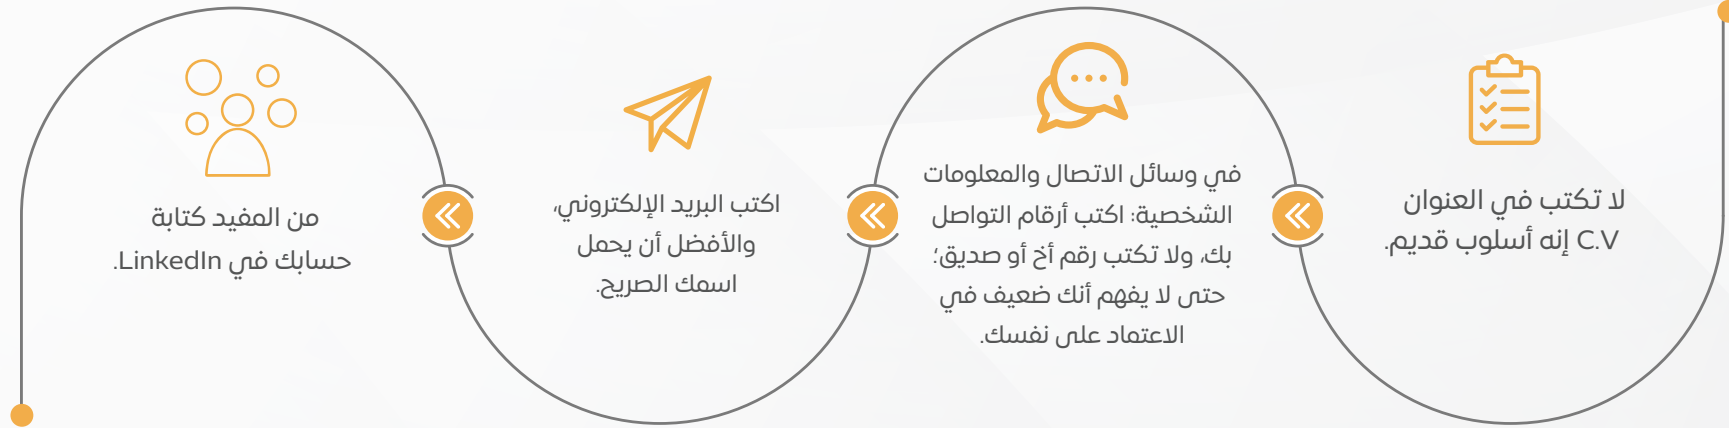 لا تكتب في العنوان
C.V إنه أسلوب قديم.
في وسائل الاتصال والمعلومات
الشخصية: اكتب أرقام التواصل
بك، ولا تكتب رقم أخ أو صديق؛
حتى لا يفهم أنك ضعيف في
الاعتماد على نفسك.
اكتب البريد الإلكتروني،
والأفضل أن يحمل
اسمك الصريح.
من المفيد كتابة
حسابك في LinkedIn.